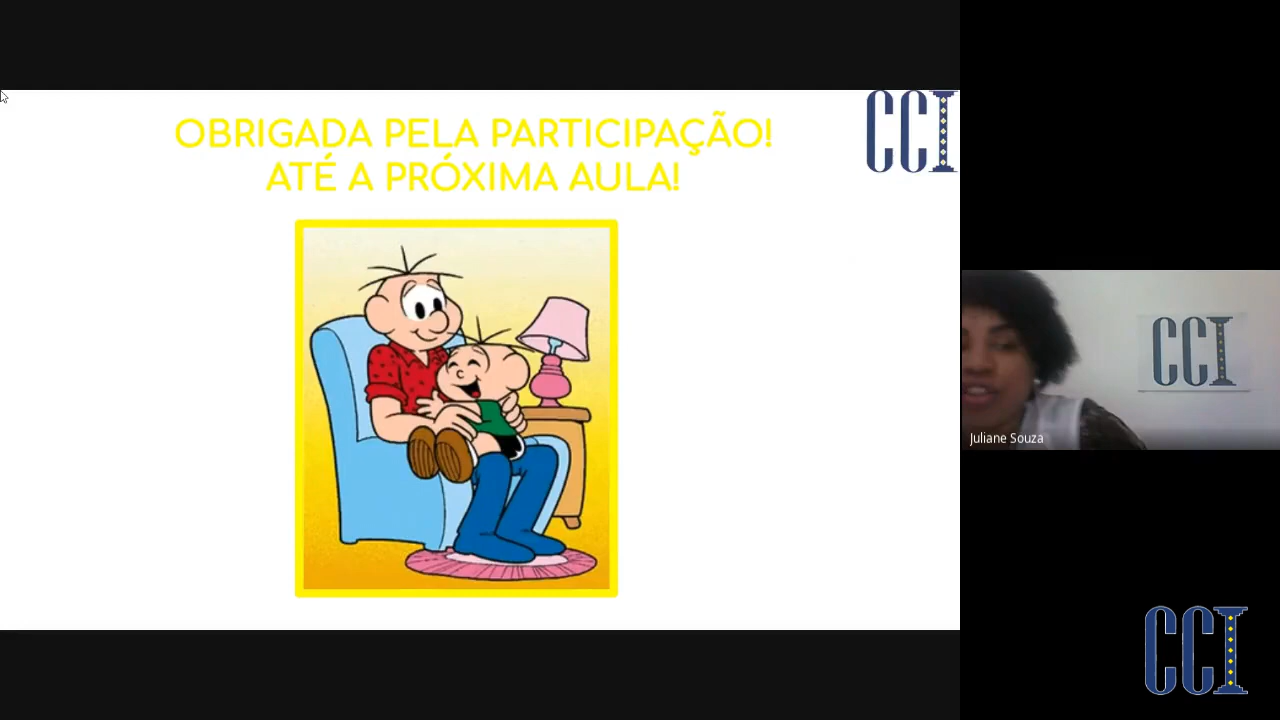 OBRIGADA PELA PARTICIPAÇÃO!
ATÉ A PRÓXIMA AULA!
CCI
CCI
Juliane Souza
CCI